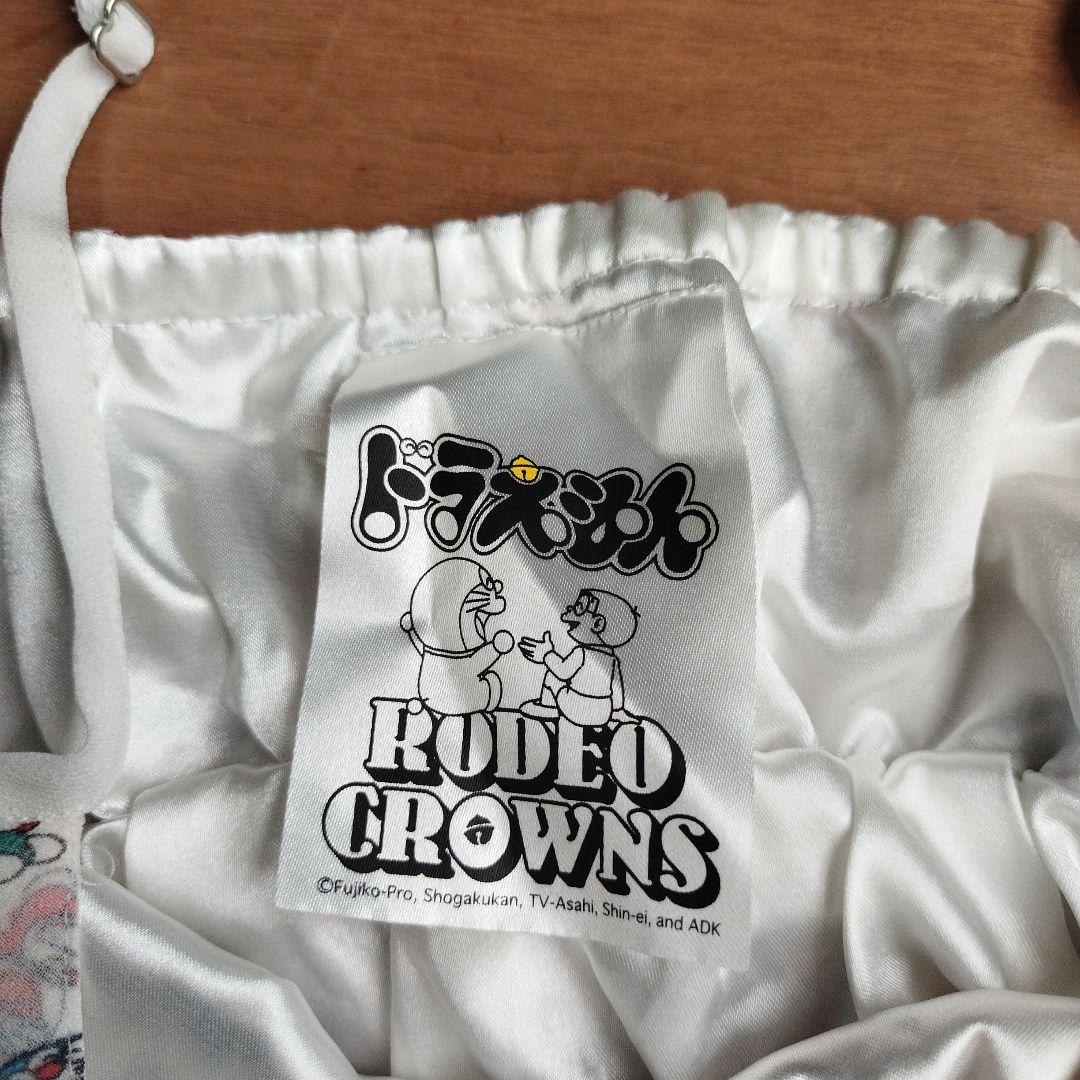 ドラえもん
RODEO
CROWNS
©Fujiko-Pro, Shogakukan, TV-Asahi, Shin-ei, and ADK